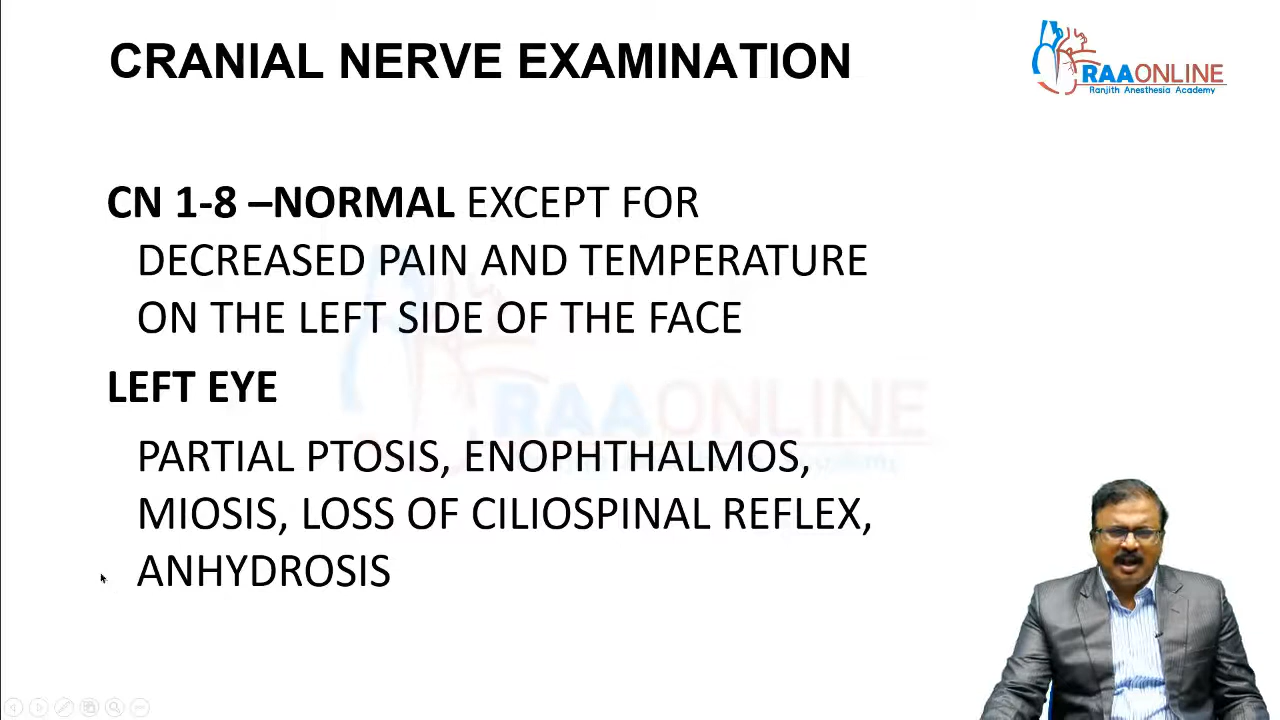 CRANIAL NERVE EXAMINATION
RAAONLINE
Ranjith Anesthesia Academy
CN 1-8 –NORMAL EXCEPT FOR
DECREASED PAIN AND TEMPERATURE
ON THE LEFT SIDE OF THE FACE
LEFT EYE
PARTIAL PTOSIS, ENOPHTHALMOS,
MIOSIS, LOSS OF CILIOSPINAL REFLEX,
ANHYDROSIS
RAAONLINE